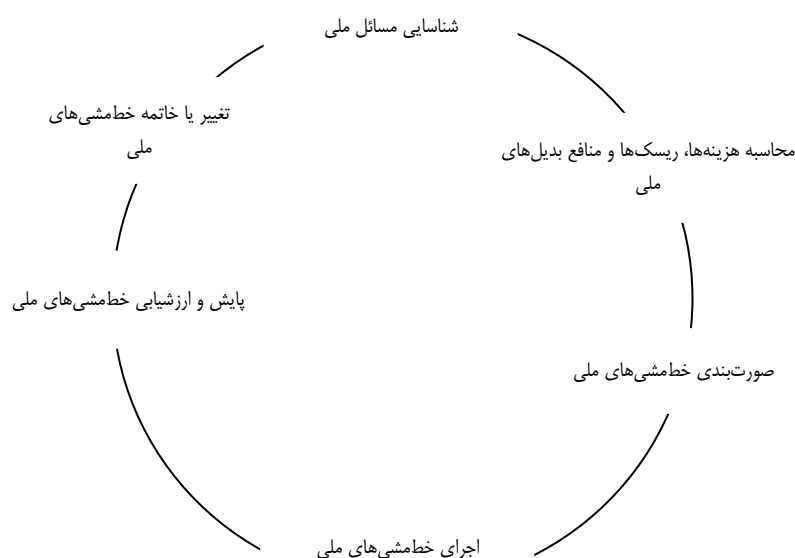 شناسایی مسائل ملی
محاسبه هزینه‌ها، ریسک‌ها و منافع بدیل‌های
ملی
صورت‌بندی خط‌مشی‌های ملی
اجرای خط‌مشی‌های ملی
پایش و ارزشیابی خط‌مشی‌های ملی
تغییر یا خاتمه خط‌مشی‌های
ملی